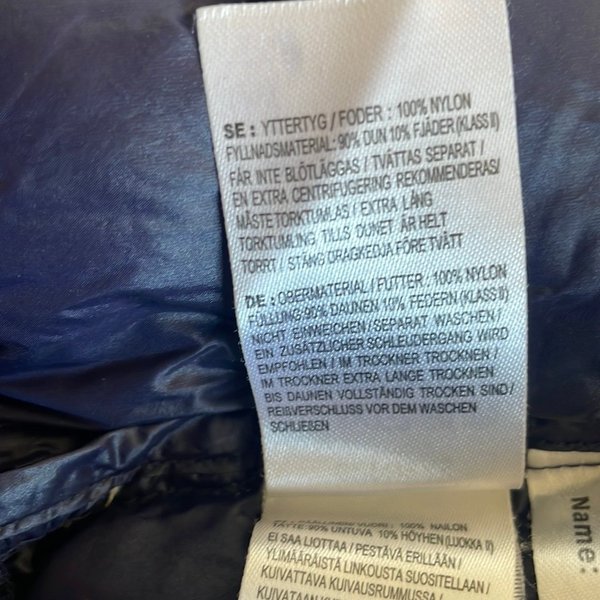 SE : YTTERTYG / FODER : 100% NYLON
FYLLNADSMATERIAL: 90% DUN 10% FJÄDER (KLASS II)
FÅR INTE BLÖTLÄGGAS / TVÄTTAS SEPARAT /
EN EXTRA CENTRIFUGERING REKOMMENDERAS/
MÅSTE TORKTUMLAS / EXTRA LÅNG
TORKTUMLING TILLS DUNET ÄR HELT
TORRT / STÄNG DRAGKEDJA FÖRE TVÄTT
DE : OBERMATERIAL / FUTTER : 100% NYLON
FÜLLUNG:90% DAUNEN 10% FEDERN (KLASS II)
NICHT EINWEICHEN / SEPARAT WASCHEN /
EIN ZUSÄTZLICHER SCHLEUDERGANG WIRD
EMPFOHLEN / IM TROCKNER TROCKNEN /
IM TROCKNER EXTRA LANGE TROCKNEN
BIS DAUNEN VOLLSTÄNDIG TROCKEN SIND /
REIßVERSCHLUSS VOR DEM WASCHEN
SCHLIEßEN
100% NAILON
TÄYTE: 90% UNTUVA 10% HÖYHEN (LUOKKA II)
EI SAA LIOTTAA / PESTÄVÄ ERILLÄÄN /
YLIMÄÄRÄISTÄ LINKOUSTA SUOSITELLAAN /
KUIVATTAVA KUIVAUSRUMMUSSA /
Name: